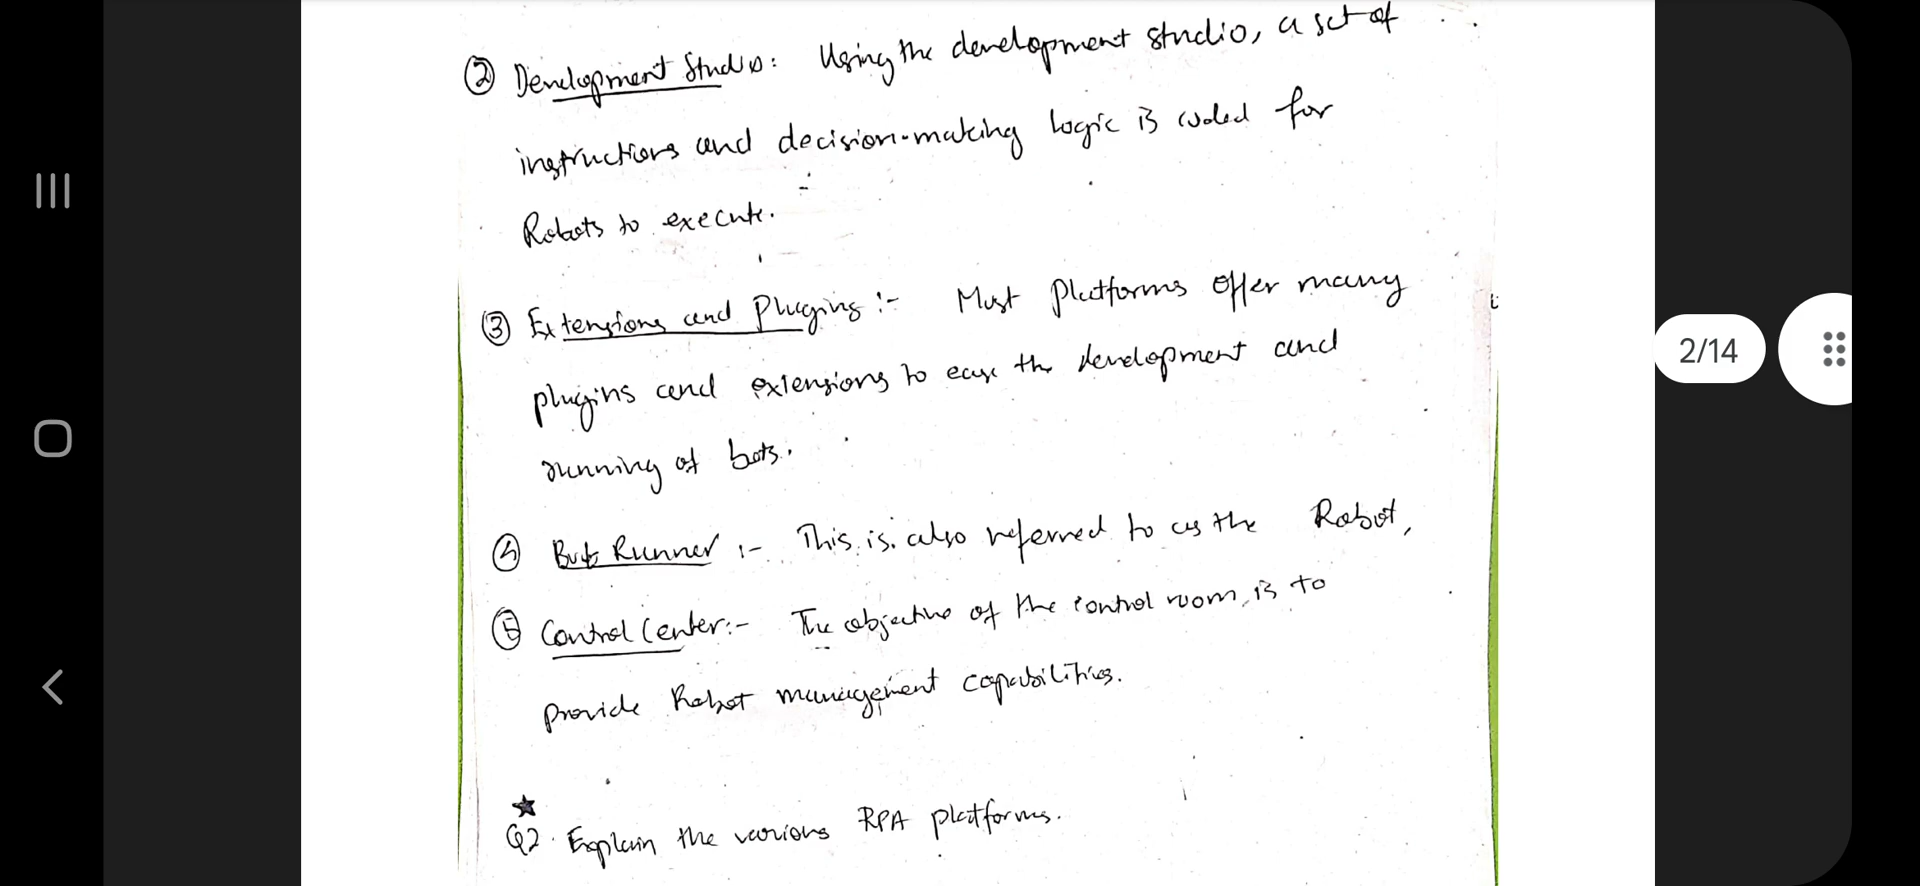 ② Development Studio: Using the development studio, a set of
instructions and decision-making logic is coded for
Robots to execute.
③ Extensions and Plugins :- Most platforms offer many
plugins and extensions to ease the development and
running of bots.
④ Bot Runner :- This is also referred to as the Robot,
⑤ Control Center:- The objective of the control room is to
provide Robot management capabilities.
★
Q2. Explain the various RPA platforms.
2/14